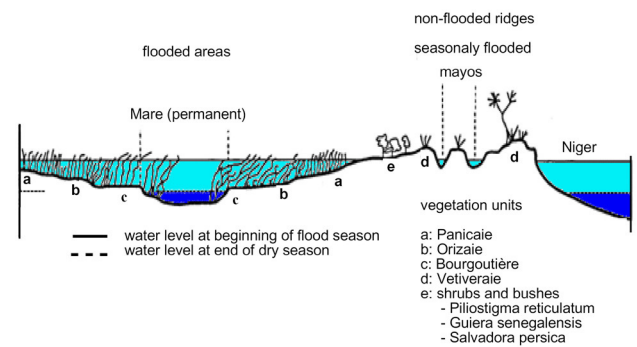 non-flooded ridges
flooded areas
seasonaly flooded
mayos
Mare (permanent)
Niger
a
b
c
c
b
a
e
d
d
vegetation units
a: Panicaie
b: Orizaie
c: Bourgoutière
d: Vetiveraie
e: shrubs and bushes
- Piliostigma reticulatum
- Guiera senegalensis
- Salvadora persica
water level at beginning of flood season
water level at end of dry season